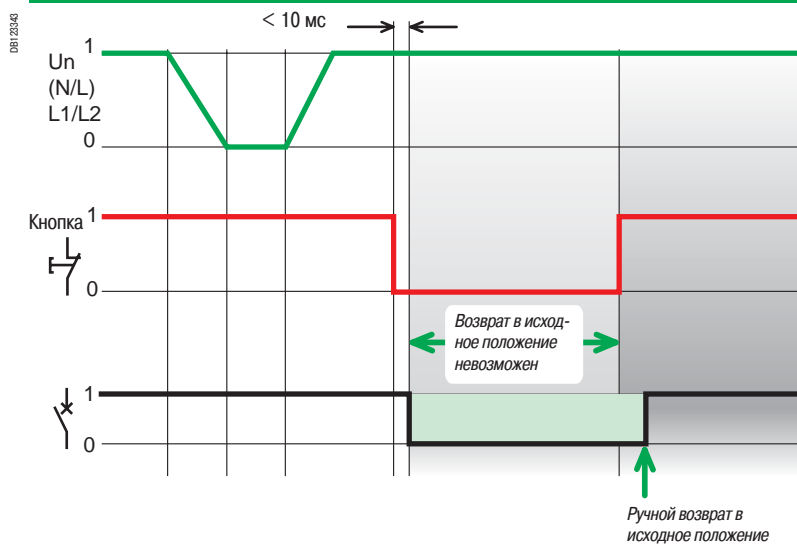 DB123343
< 10 мс
1
Un
(N/L)
L1/L2
0
Кнопка 1
0
Возврат в исход-
ное положение
невозможен
1
0
Ручной возврат в
исходное положение